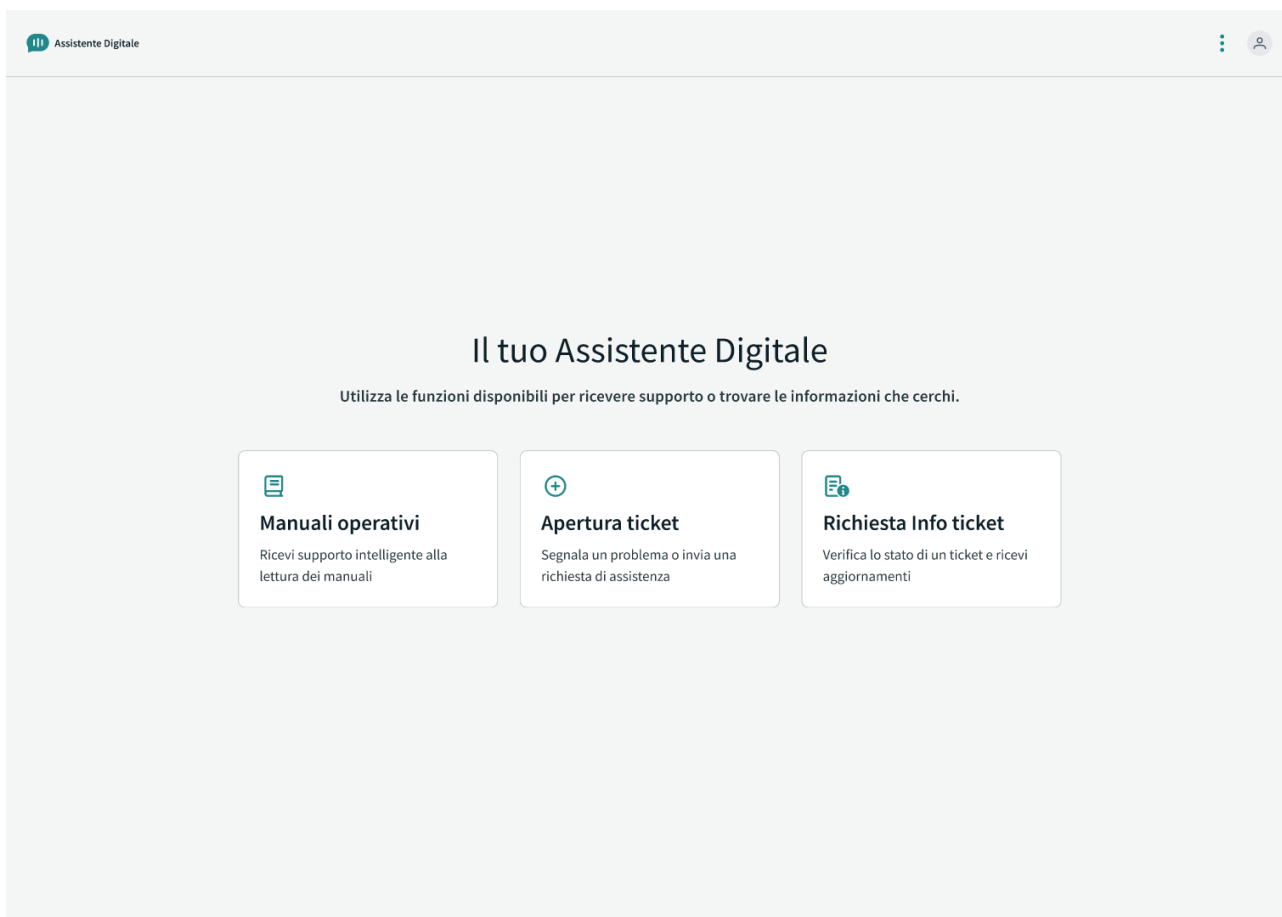 Assistente Digitale
Il tuo Assistente Digitale
Utilizza le funzioni disponibili per ricevere supporto o trovare le informazioni che cerchi.
Manuali operativi
Ricevi supporto intelligente alla
lettura dei manuali
Apertura ticket
Segnala un problema o invia una
richiesta di assistenza
Richiesta Info ticket
Verifica lo stato di un ticket e ricevi
aggiornamenti